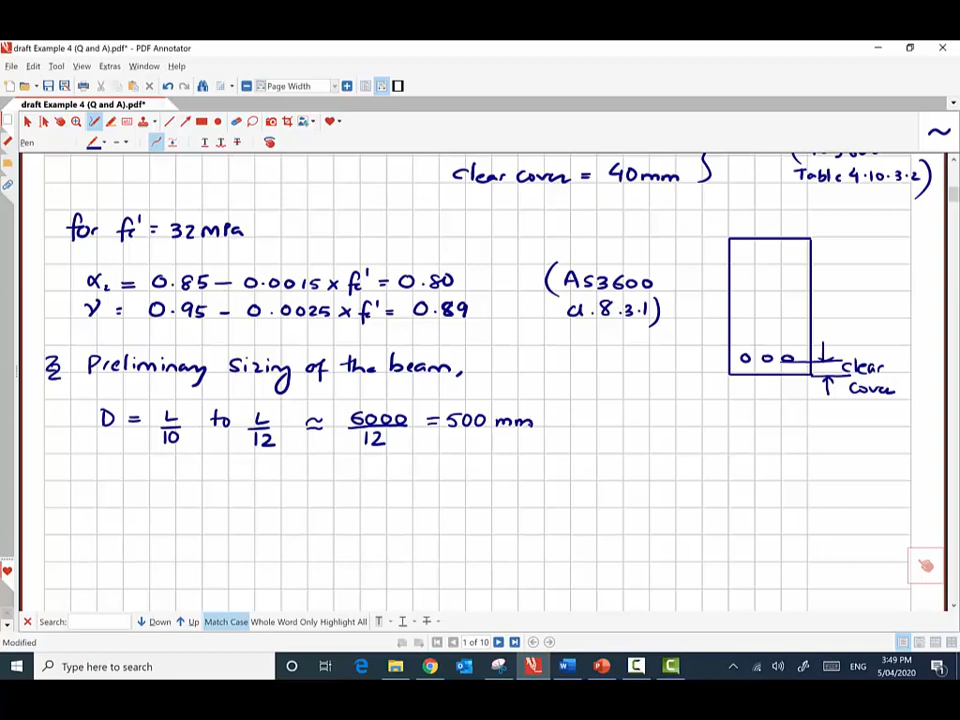 draft Example 4 (Q and A).pdf* - PDF Annotator
File Edit Tool View Extras Window Help
Page Width
draft Example 4 (Q and A).pdf*
Pen
clear cover = 40mm
Table 4.10.3.2)
for fc' = 32 mpa
α2 = 0.85 - 0.0015 × fc' = 0.80 (AS3600
γ = 0.95 - 0.0025 × fc' = 0.89 cl. 8.3.1)
clear
cover
2 Preliminary sizing of the beam,
D = L/10 to L/12 ≈ 6000/12 = 500 mm
Search: Down Up Match Case Whole Word Only Highlight All
Modified 1 of 10
Type here to search
ENG
3:49 PM
5/04/2020